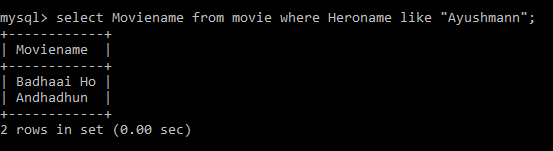 mysql> select Moviename from movie where Heroname like "Ayushmann";
+------------+
| Moviename  |
+------------+
| Badhaai Ho |
| Andhadhun  |
+------------+
2 rows in set (0.00 sec)